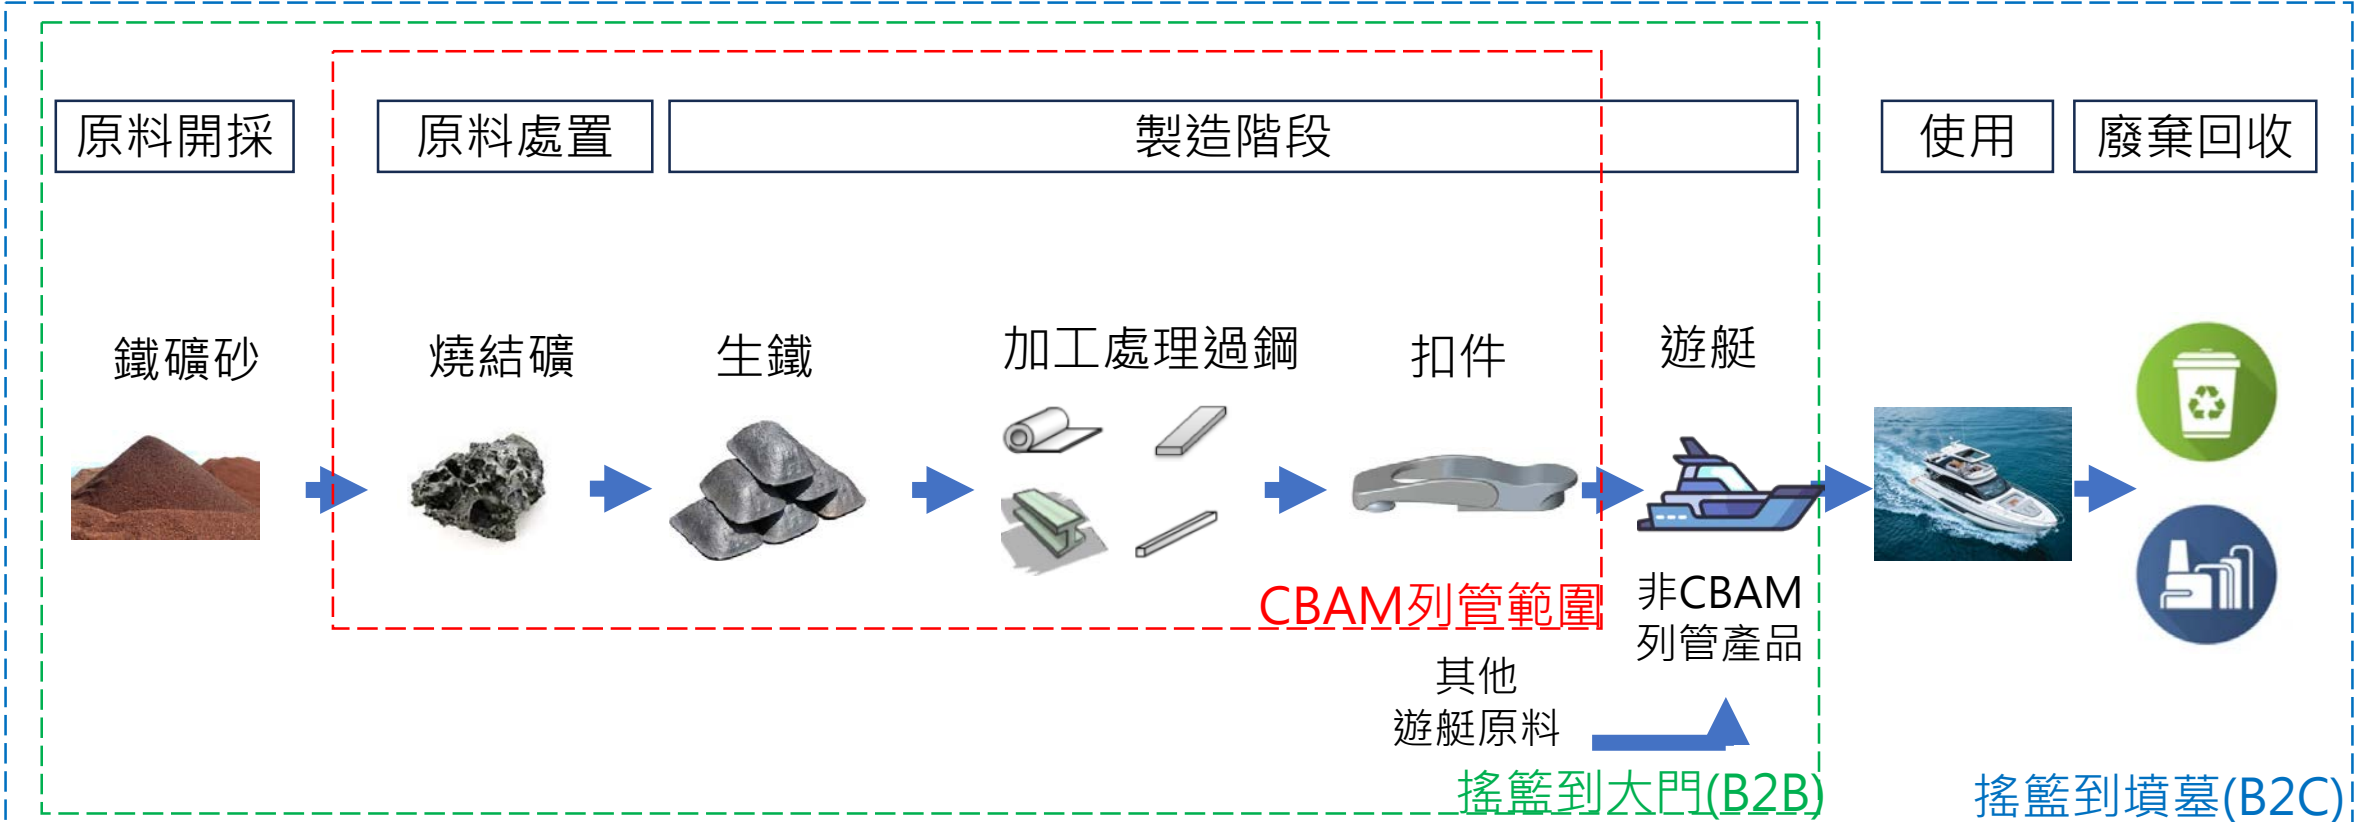 原料開採
原料處置
製造階段
使用
廢棄回收
鐵礦砂
燒結礦
生鐵
加工處理過鋼
扣件
遊艇
CBAM列管範圍
非CBAM
列管產品
其他
遊艇原料
搖籃到大門(B2B)
搖籃到墳墓(B2C)